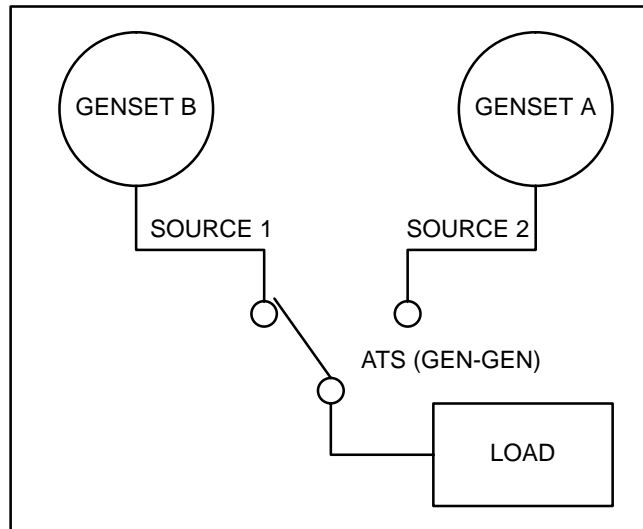 GENSET B
GENSET A
SOURCE 1
SOURCE 2
ATS (GEN-GEN)
LOAD